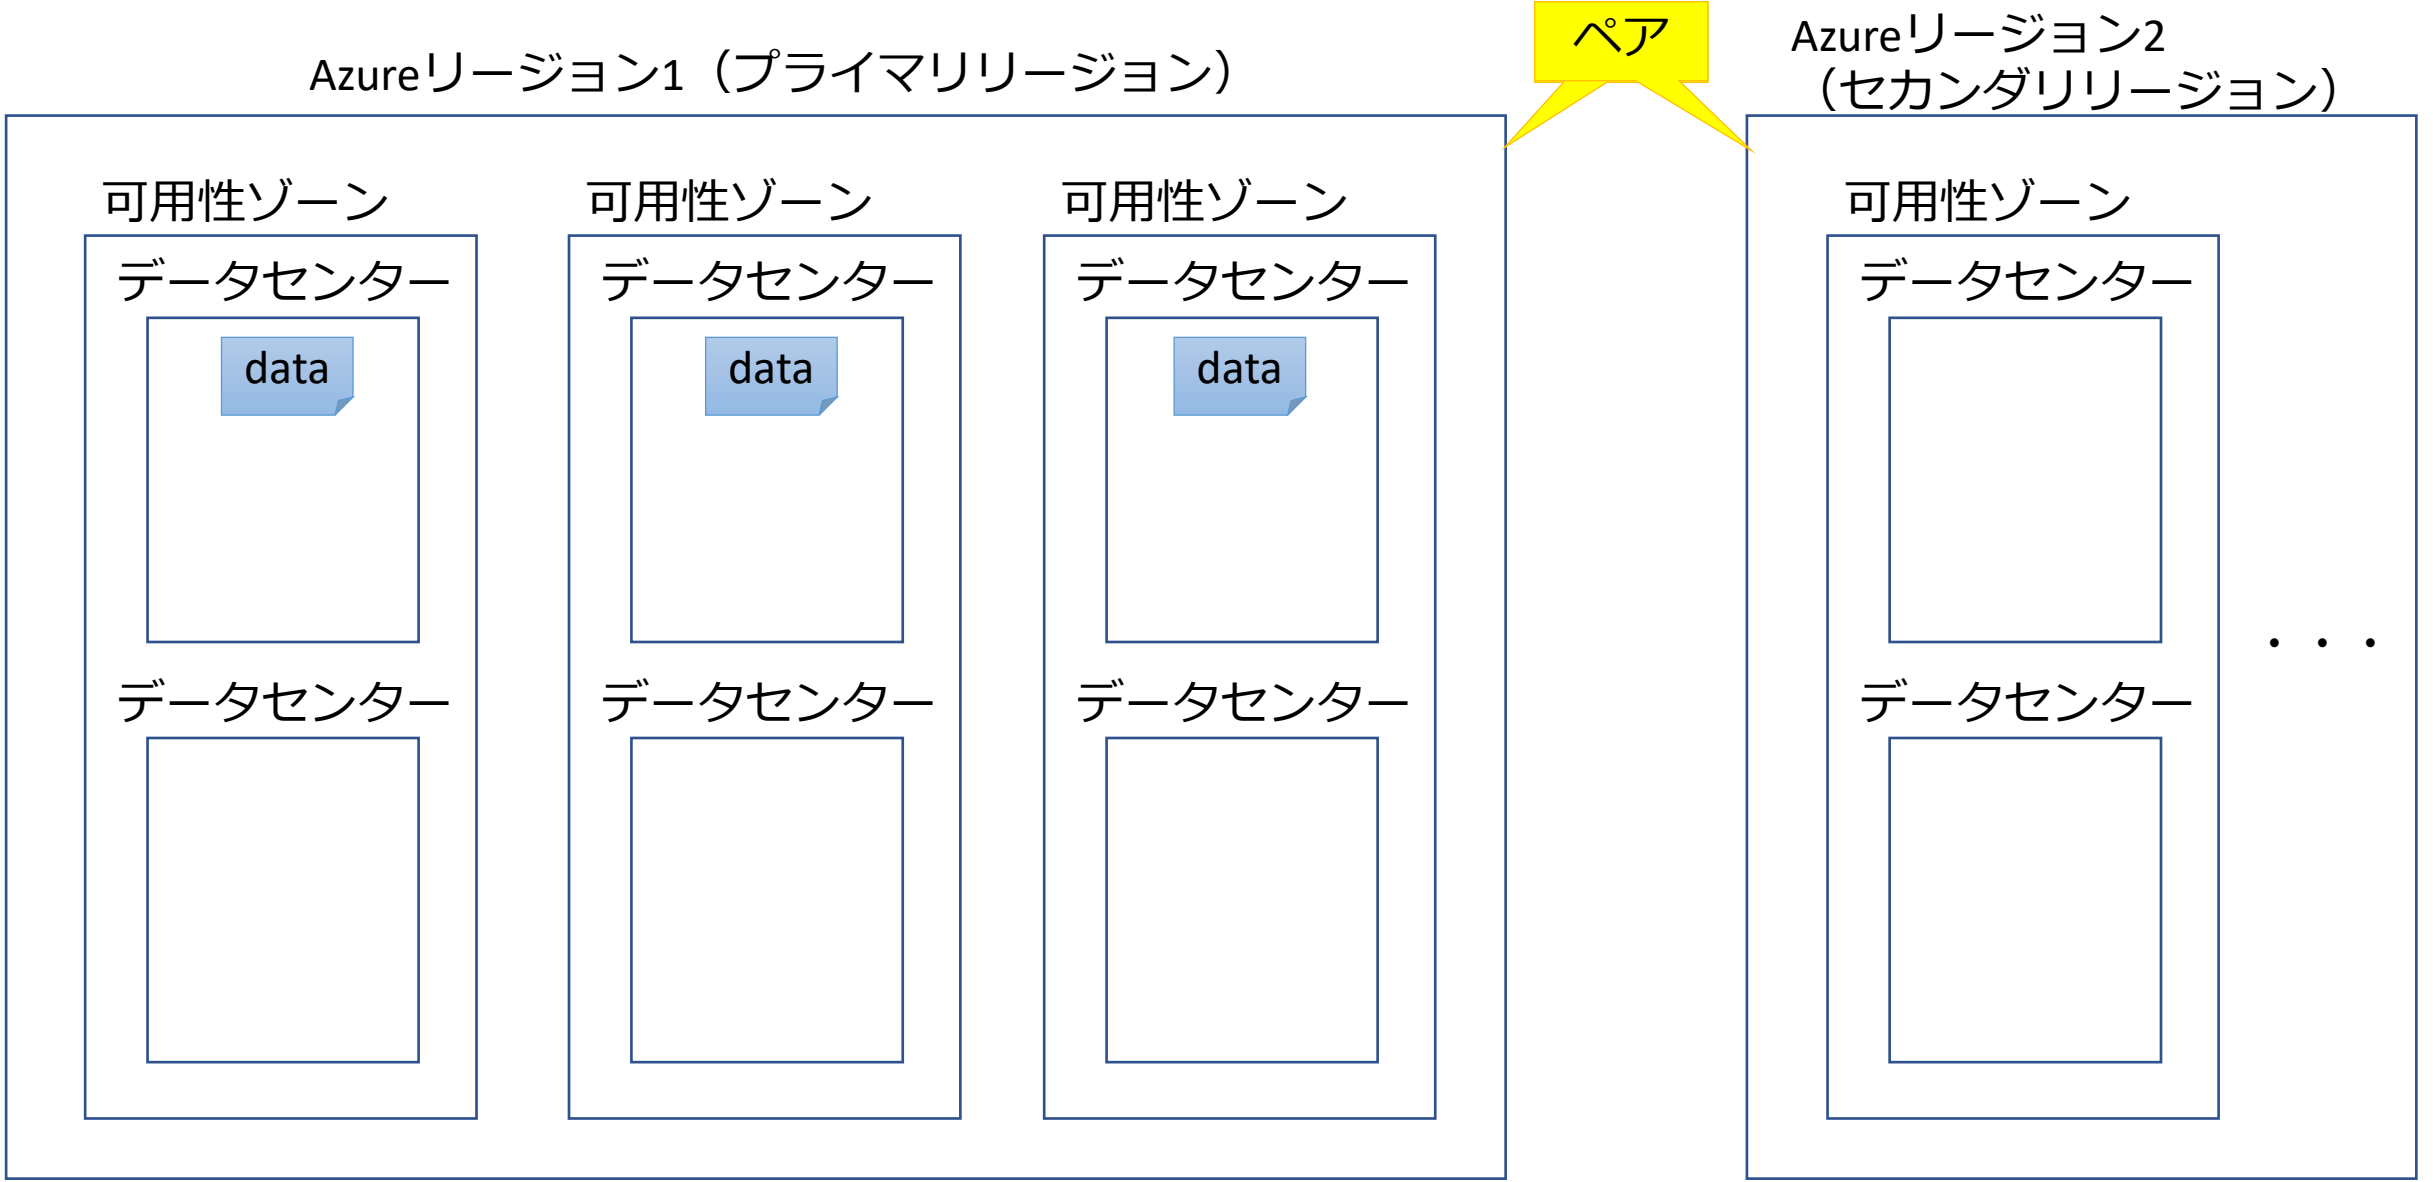 Azureリージョン1（プライマリリージョン）
ペア
Azureリージョン2
（セカンダリリージョン）
可用性ゾーン
データセンター
data
データセンター
可用性ゾーン
データセンター
data
データセンター
可用性ゾーン
データセンター
data
データセンター
可用性ゾーン
データセンター
データセンター
・・・